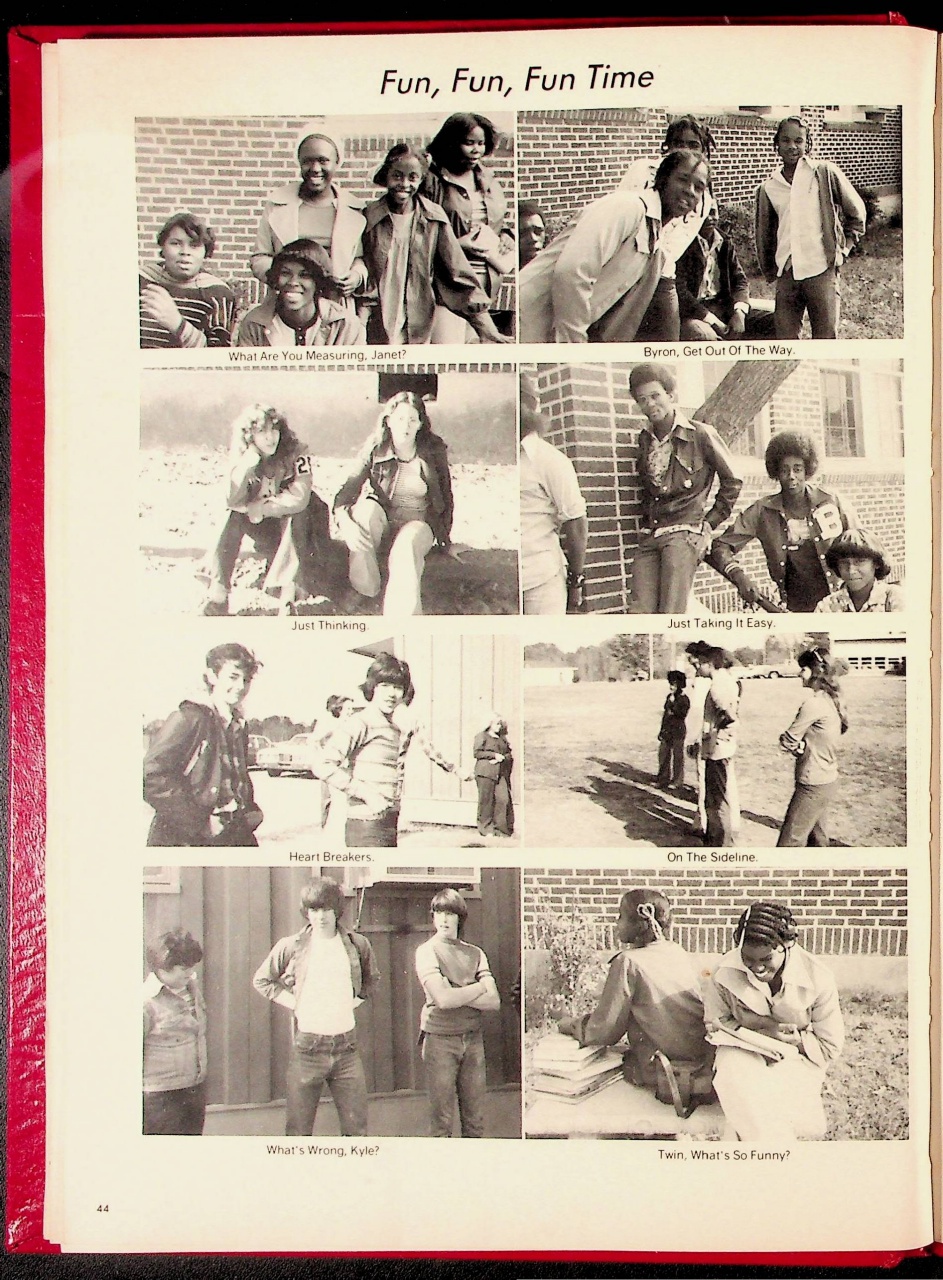 Fun, Fun, Fun Time
What Are You Measuring, Janet?
Byron, Get Out Of The Way.
21
Just Thinking.
Just Taking It Easy.
Heart Breakers.
On The Sideline.
What's Wrong, Kyle?
Twin, What's So Funny?
44